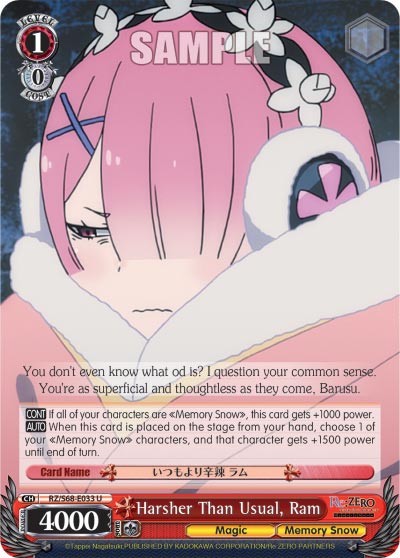 LEVEL
1
0
COST
SAMPLE
You don't even know what od is? I question your common sense.
You're as superficial and thoughtless as they come, Barusu.
CONT If all of your characters are «Memory Snow», this card gets +1000 power.
AUTO When this card is placed on the stage from your hand, choose 1 of
your «Memory Snow» characters, and that character gets +1500 power
until end of turn.
Card Name いつもより辛辣 ラム
CH RZ/S68-E033 U
Harsher Than Usual, Ram
Re:ZERO
POWER 4000 SOUL
Magic Memory Snow
©Tappei Nagatsuki,PUBLISHED BY KADOKAWA CORPORATION/Re:ZERO PARTNERS